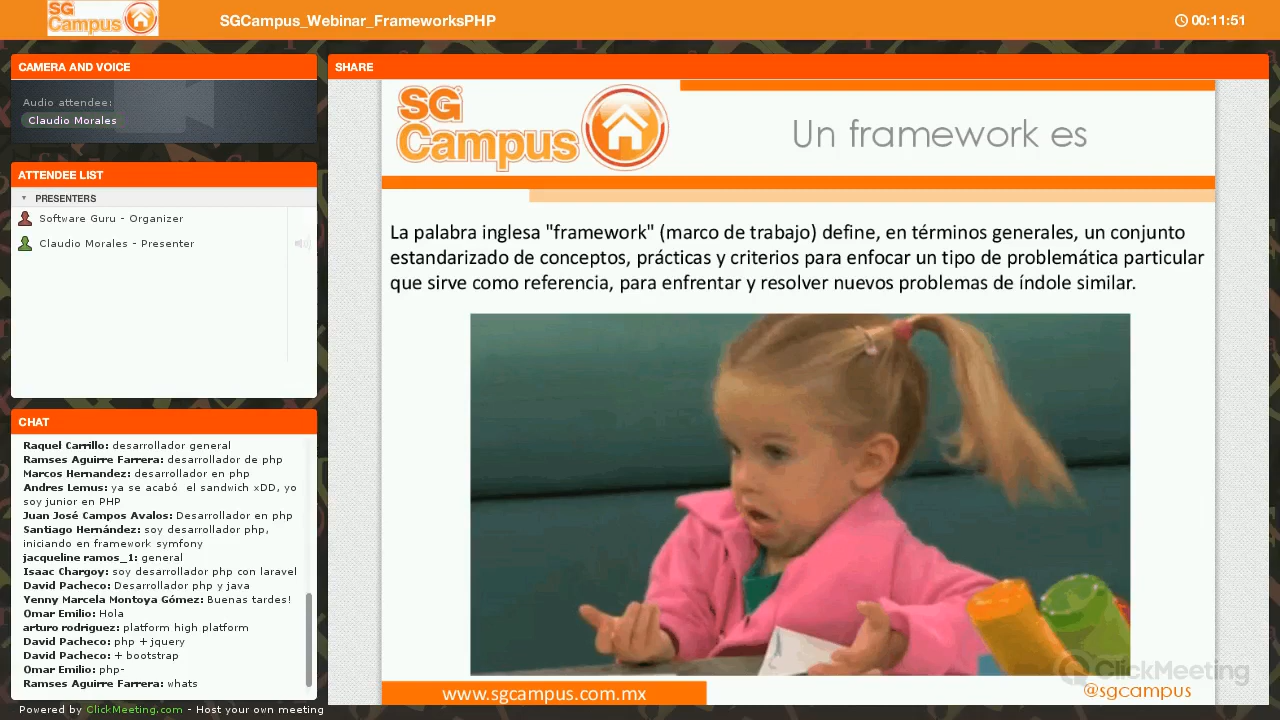 SG
Campus
SGCampus_Webinar_FrameworksPHP
00:11:51
CAMERA AND VOICE
Audio attendee:
Claudio Morales
ATTENDEE LIST
PRESENTERS
Software Guru - Organizer
Claudio Morales - Presenter
CHAT
Raquel Carrillo: desarrollador general
Ramses Aguirre Farrera: desarrollador de php
Marcos Hernandez: desarrollador en php
Andres Lemus: ya se acabó el sandwich xDD, yo
soy junior en PHP
Juan José Campos Avalos: Desarrollador en php
Santiago Hernández: soy desarrollador php,
iniciando en framework symfony
jacqueline ramos_1: general
Isaac Chargoy: soy desarrollador php con laravel
David Pacheco: Desarrollador php y java
Yenny Marcela Montoya Gómez: Buenas tardes!
Omar Emilio: Hola
arturo rodriguez: platform high platform
David Pacheco: php + jquery
David Pacheco: + bootstrap
Omar Emilio: php-
Ramses Aguirre Farrera: whats
Powered by ClickMeeting.com - Host your own meeting
SHARE
SG
Campus
Un framework es
La palabra inglesa "framework" (marco de trabajo) define, en términos generales, un conjunto
estandarizado de conceptos, prácticas y criterios para enfocar un tipo de problemática particular
que sirve como referencia, para enfrentar y resolver nuevos problemas de índole similar.
ClickMeeting
www.sgcampus.com.mx
@sgcampus